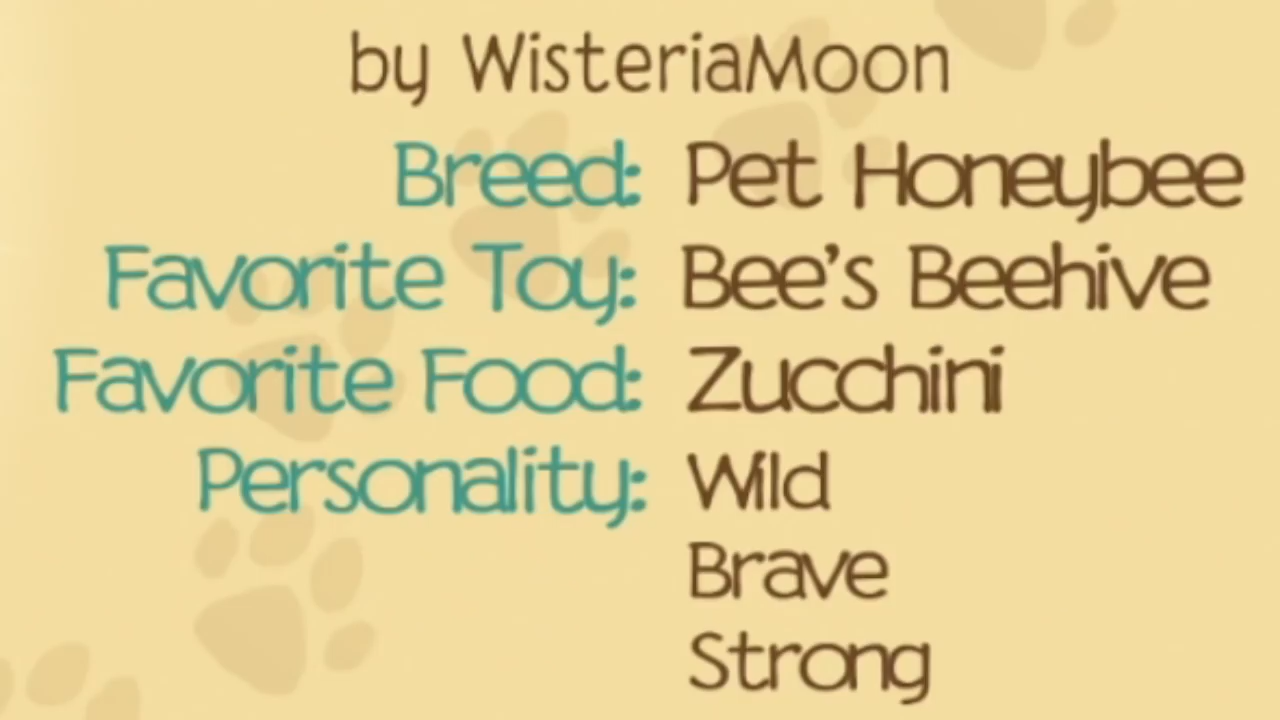 by WisteriaMoon
Breed: Pet Honeybee
Favorite Toy: Bee's Beehive
Favorite Food: Zucchini
Personality: Wild
Brave
Strong